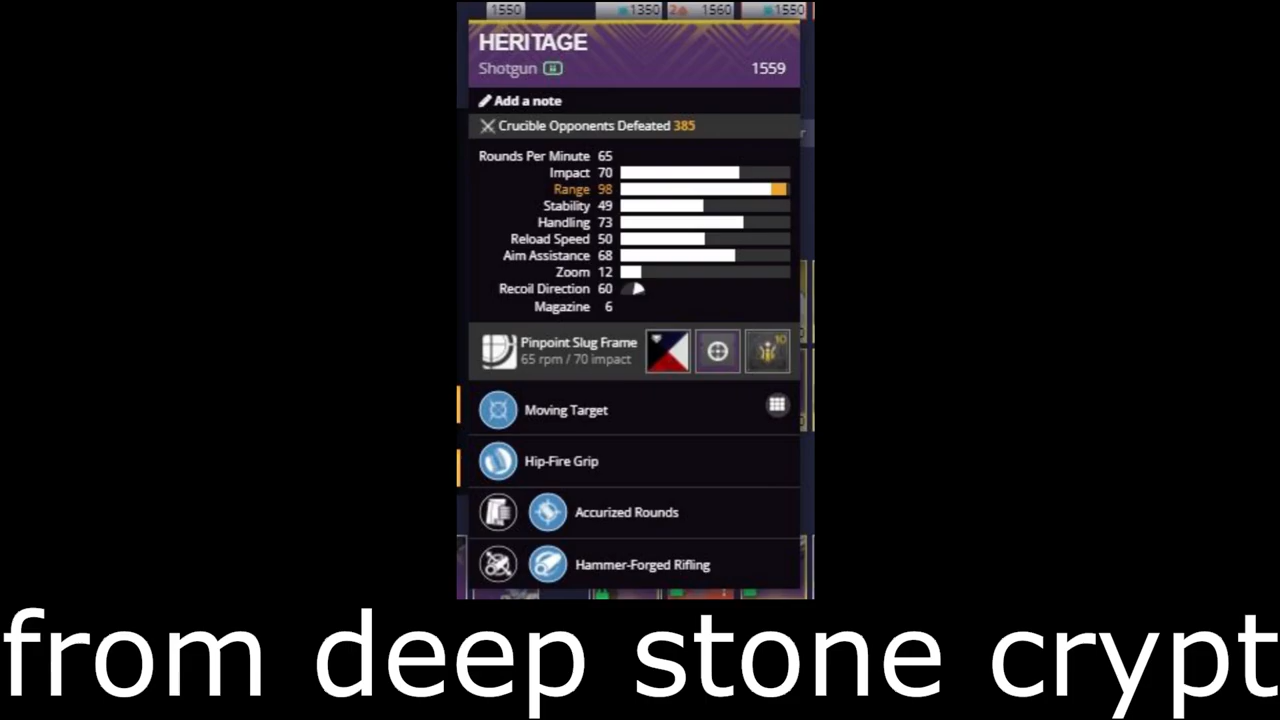 1550 1350 2 1560 1550
HERITAGE
Shotgun 1559
Add a note
Crucible Opponents Defeated 385
Rounds Per Minute 65
Impact 70
Range 98
Stability 49
Handling 73
Reload Speed 50
Aim Assistance 68
Zoom 12
Recoil Direction 60
Magazine 6
Pinpoint Slug Frame 10
65 rpm / 70 impact
Moving Target
Hip-Fire Grip
Accurized Rounds
Hammer-Forged Rifling
from deep stone crypt